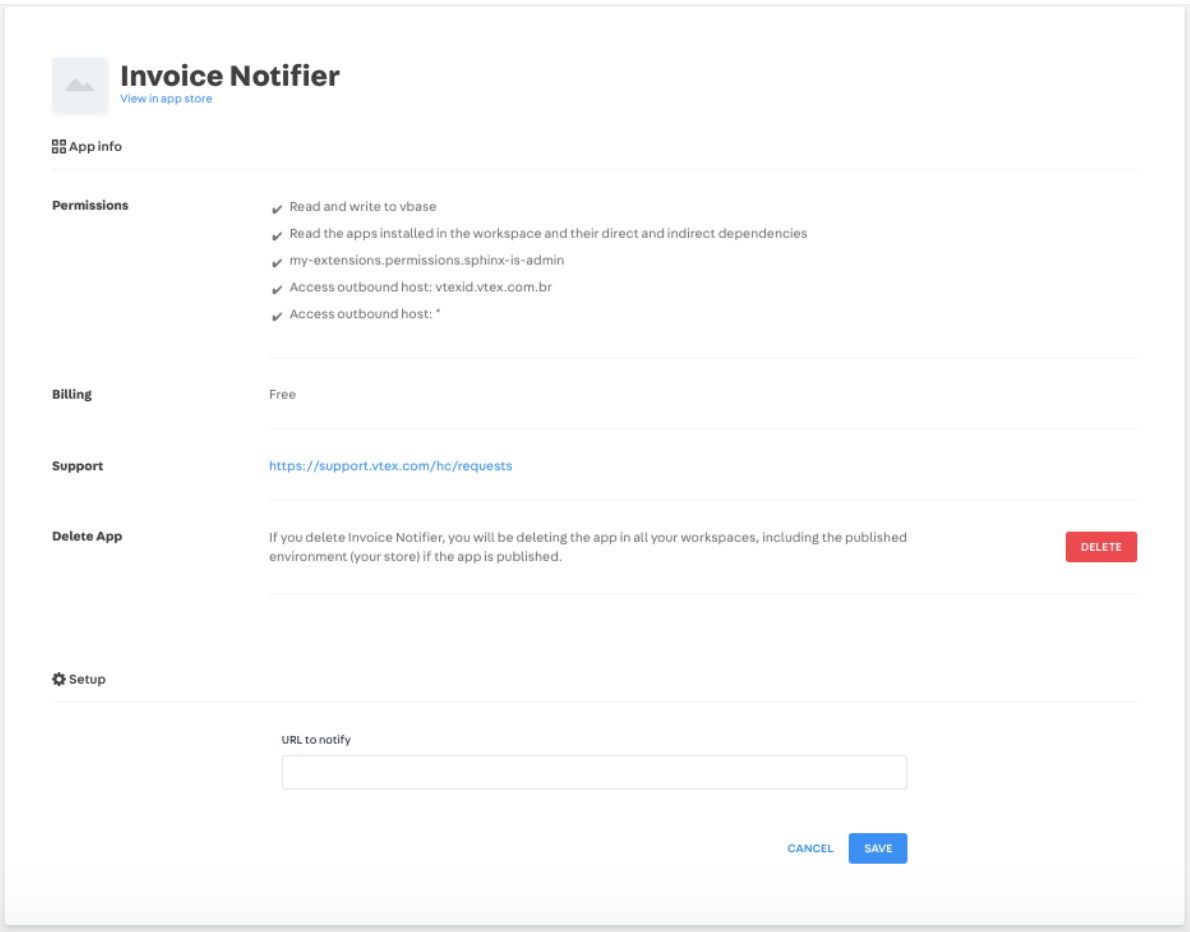 Invoice Notifier
View in app store
App info
Permissions
Read and write to vbase
Read the apps installed in the workspace and their direct and indirect dependencies
my-extensions.permissions.sphinx-is-admin
Access outbound host: vtexid.vtex.com.br
Access outbound host: *
Billing
Free
Support
https://support.vtex.com/hc/requests
Delete App
If you delete Invoice Notifier, you will be deleting the app in all your workspaces, including the published
environment (your store) if the app is published.
DELETE
Setup
URL to notify
CANCEL
SAVE